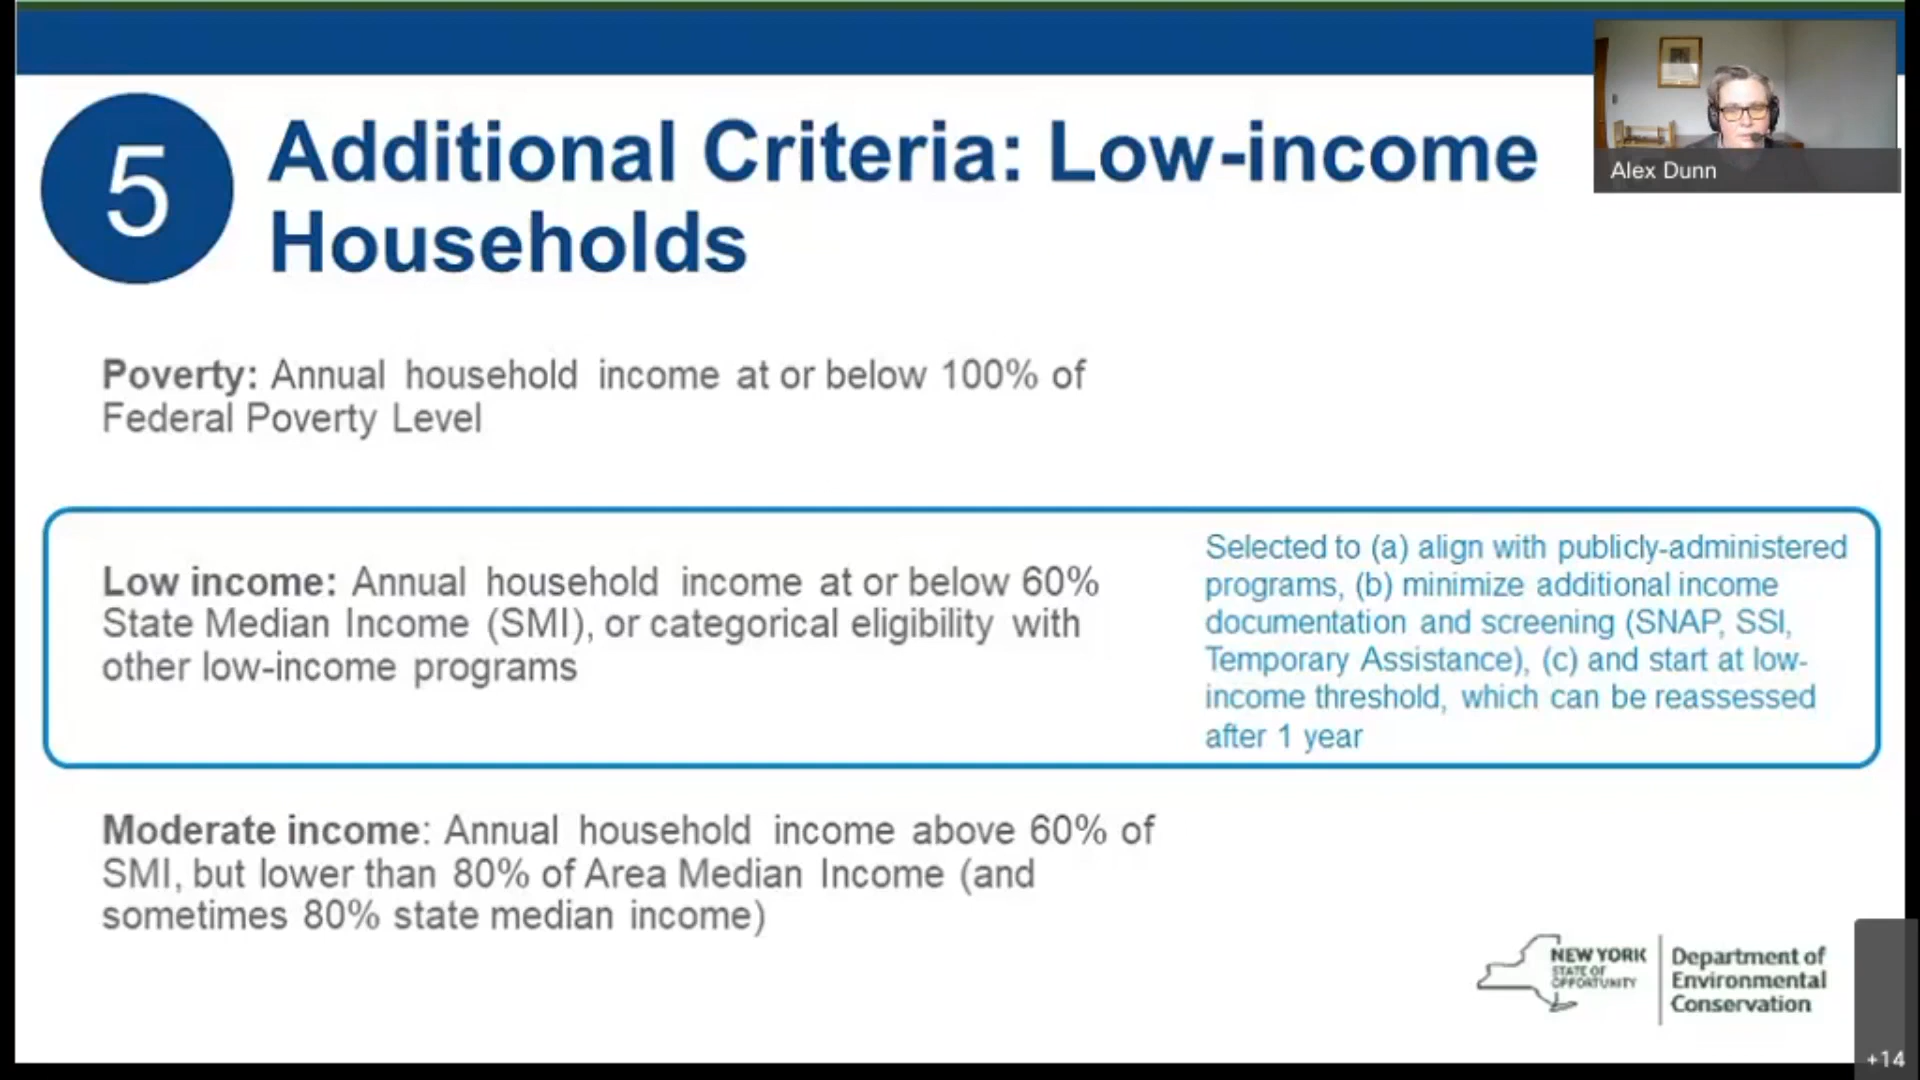 5
Additional Criteria: Low-income
Households
Alex Dunn
Poverty: Annual household income at or below 100% of
Federal Poverty Level
Low income: Annual household income at or below 60%
State Median Income (SMI), or categorical eligibility with
other low-income programs
Selected to (a) align with publicly-administered
programs, (b) minimize additional income
documentation and screening (SNAP, SSI,
Temporary Assistance), (c) and start at low-
income threshold, which can be reassessed
after 1 year
Moderate income: Annual household income above 60% of
SMI, but lower than 80% of Area Median Income (and
sometimes 80% state median income)
NEW YORK
STATE OF
OPPORTUNITY
Department of
Environmental
Conservation
+14